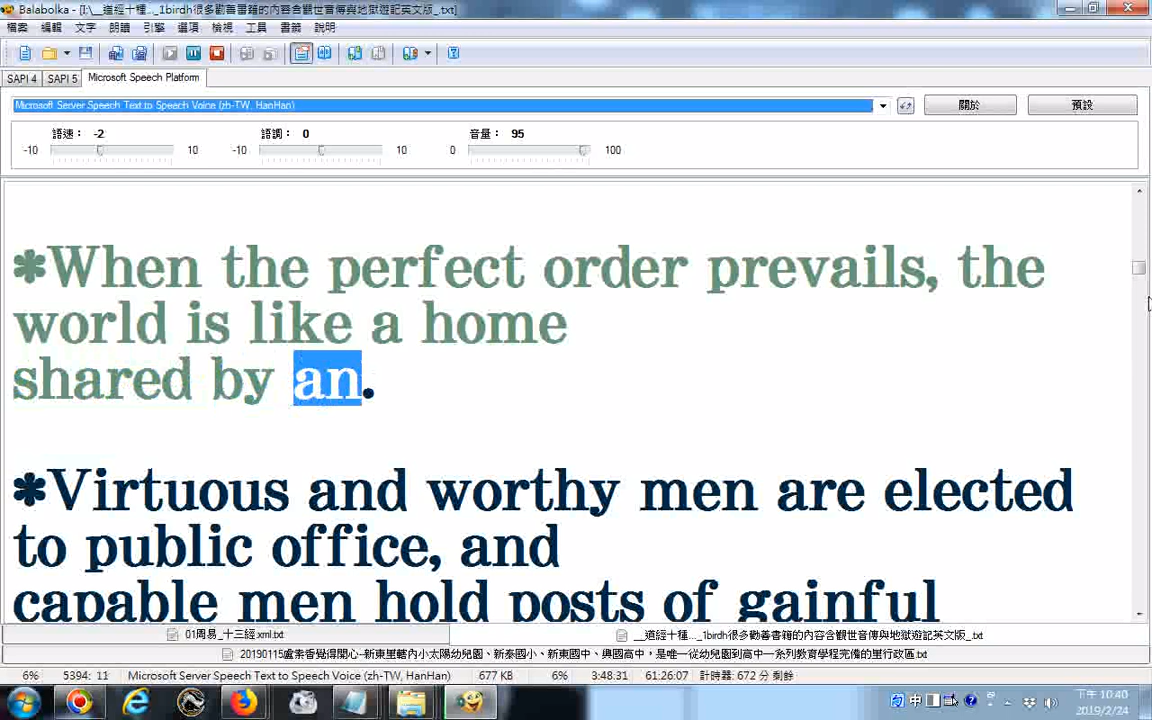 Balabolka - [I:\__道經十種..._1birdh很多勸善書籍的內容含觀世音傳與地獄遊記英文版_.txt]
檔案 編輯 文字 朗讀 引擎 選項 檢視 工具 書籤 說明
SAPI 4 SAPI 5 Microsoft Speech Platform
Microsoft Server Speech Text to Speech Voice (zh-TW, HanHan)
關於 預設
語速： -2 語調： 0 音量： 95
-10 10 -10 10 0 100
*When the perfect order prevails, the
world is like a home
shared by an.
*Virtuous and worthy men are elected
to public office, and
capable men hold posts of gainful
01周易_十三經.xml.txt __道經十種..._1birdh很多勸善書籍的內容含觀世音傳與地獄遊記英文版_.txt
20190115盧素香覺得開心-新東里轄內小太陽幼兒園、新泰國小、新東國中、興國高中，是唯一從幼兒園到高中一系列教育學程完備的里行政區.txt
6% 5394: 11 Microsoft Server Speech Text to Speech Voice (zh-TW, HanHan) 677 KB 6% 3:48:31 61:26:07 計時器: 672 分 剩餘
中
下午 10:40
2019/2/24